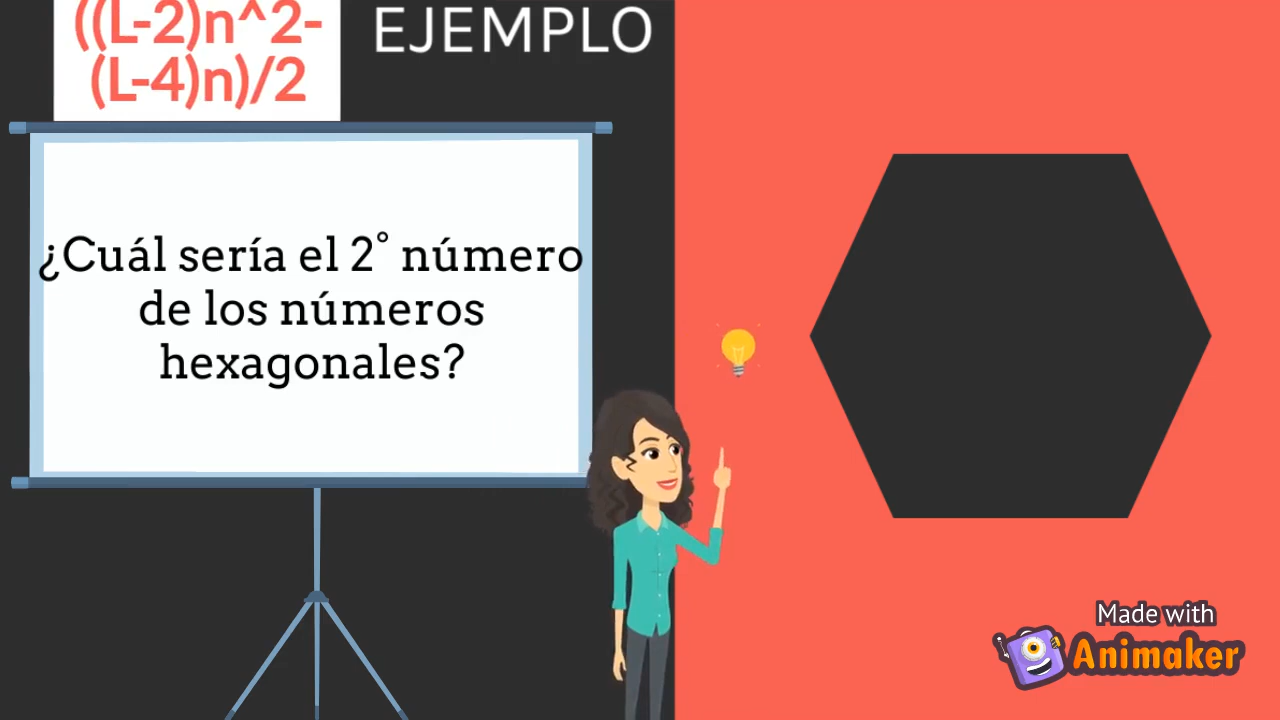 ((L-2)n^2-
(L-4)n)/2
EJEMPLO
¿Cuál sería el 2° número
de los números
hexagonales?
Made with
Animaker